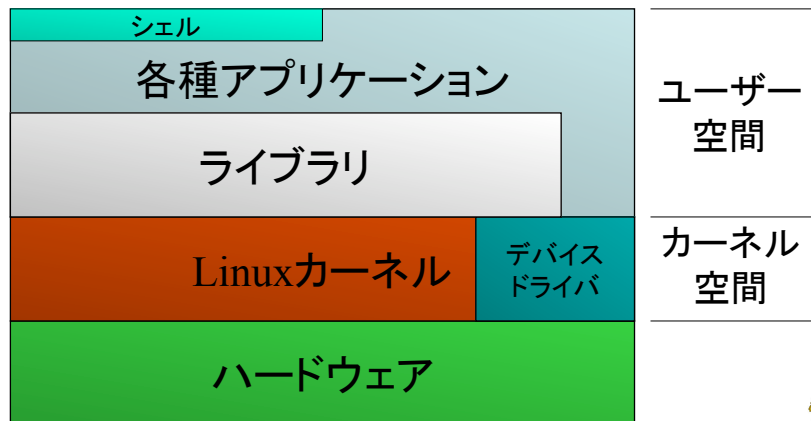 シェル
各種アプリケーション
ライブラリ
Linuxカーネル
デバイス
ドライバ
ハードウェア
ユーザー
空間
カーネル
空間